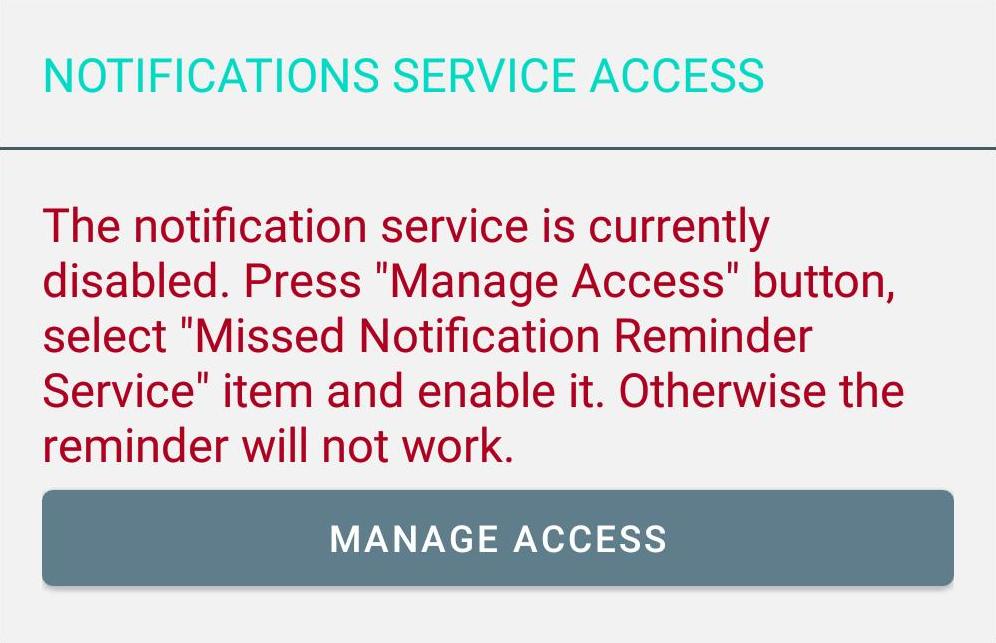 NOTIFICATIONS SERVICE ACCESS
The notification service is currently
disabled. Press "Manage Access" button,
select "Missed Notification Reminder
Service" item and enable it. Otherwise the
reminder will not work.
MANAGE ACCESS